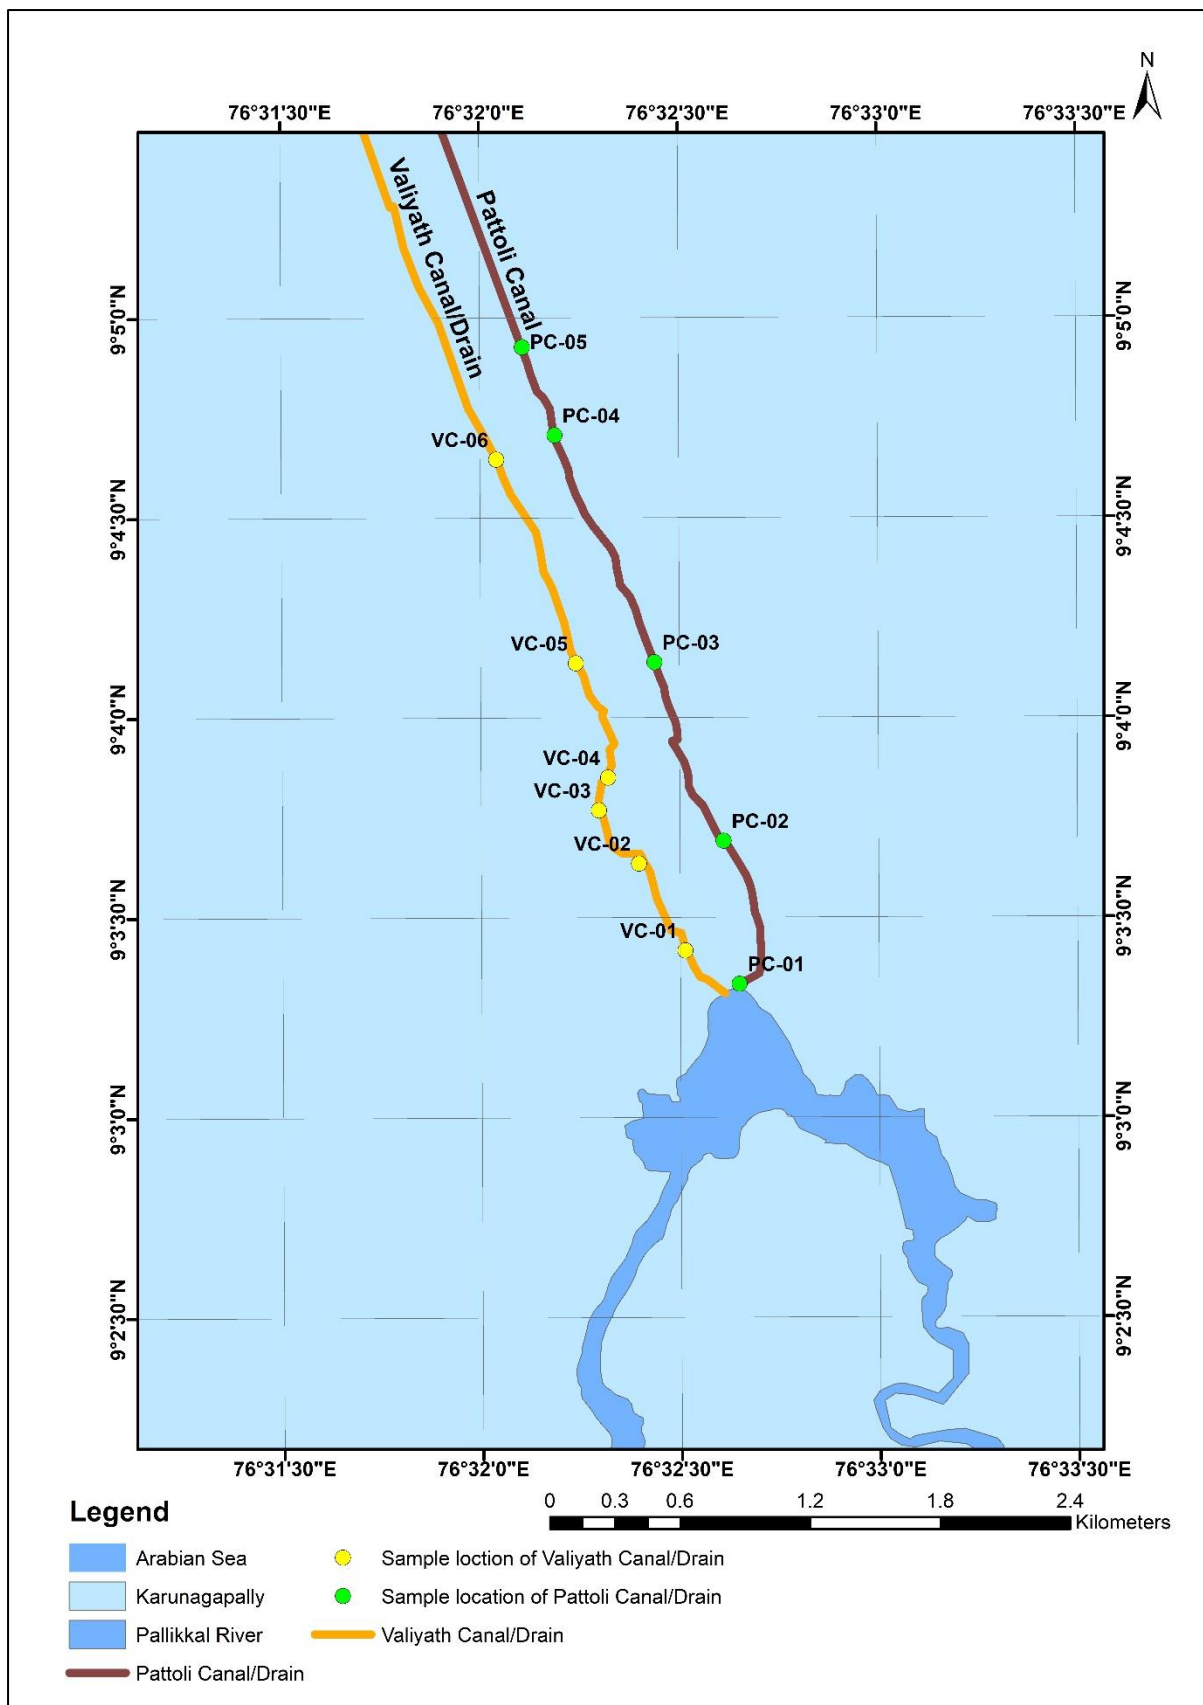 N
76°31'30"E 76°32'0"E 76°32'30"E 76°33'0"E 76°33'30"E
Valiyath Canal/Drain
Pattoli Canal
9°5'0"N 9°5'0"N
PC-05
PC-04
VC-06
9°4'30"N 9°4'30"N
VC-05
PC-03
9°4'0"N 9°4'0"N
VC-04
VC-03
PC-02
VC-02
9°3'30"N 9°3'30"N
VC-01
PC-01
9°3'0"N 9°3'0"N
9°2'30"N 9°2'30"N
76°31'30"E 76°32'0"E 76°32'30"E 76°33'0"E 76°33'30"E
Legend
0 0.3 0.6 1.2 1.8 2.4
Kilometers
Arabian Sea
Sample loction of Valiyath Canal/Drain
Karunagapally
Sample location of Pattoli Canal/Drain
Pallikkal River
Valiyath Canal/Drain
Pattoli Canal/Drain